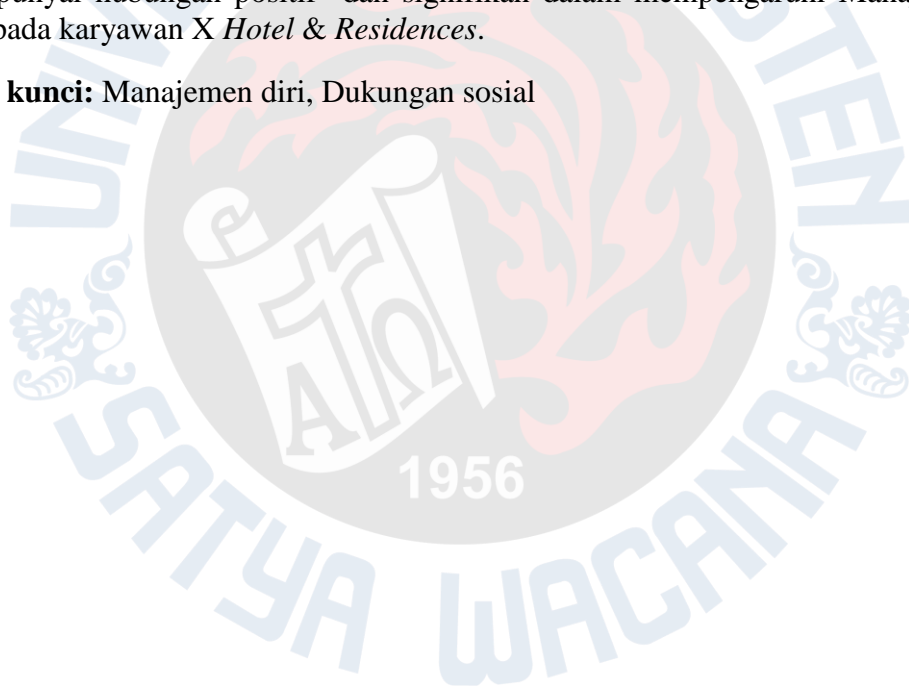 punyai hubungan positif dan signifikan dalam mempengaruhi Mana
pada karyawan X Hotel & Residences.
kunci: Manajemen diri, Dukungan sosial
Α Ω
1956
SATYA WACANA